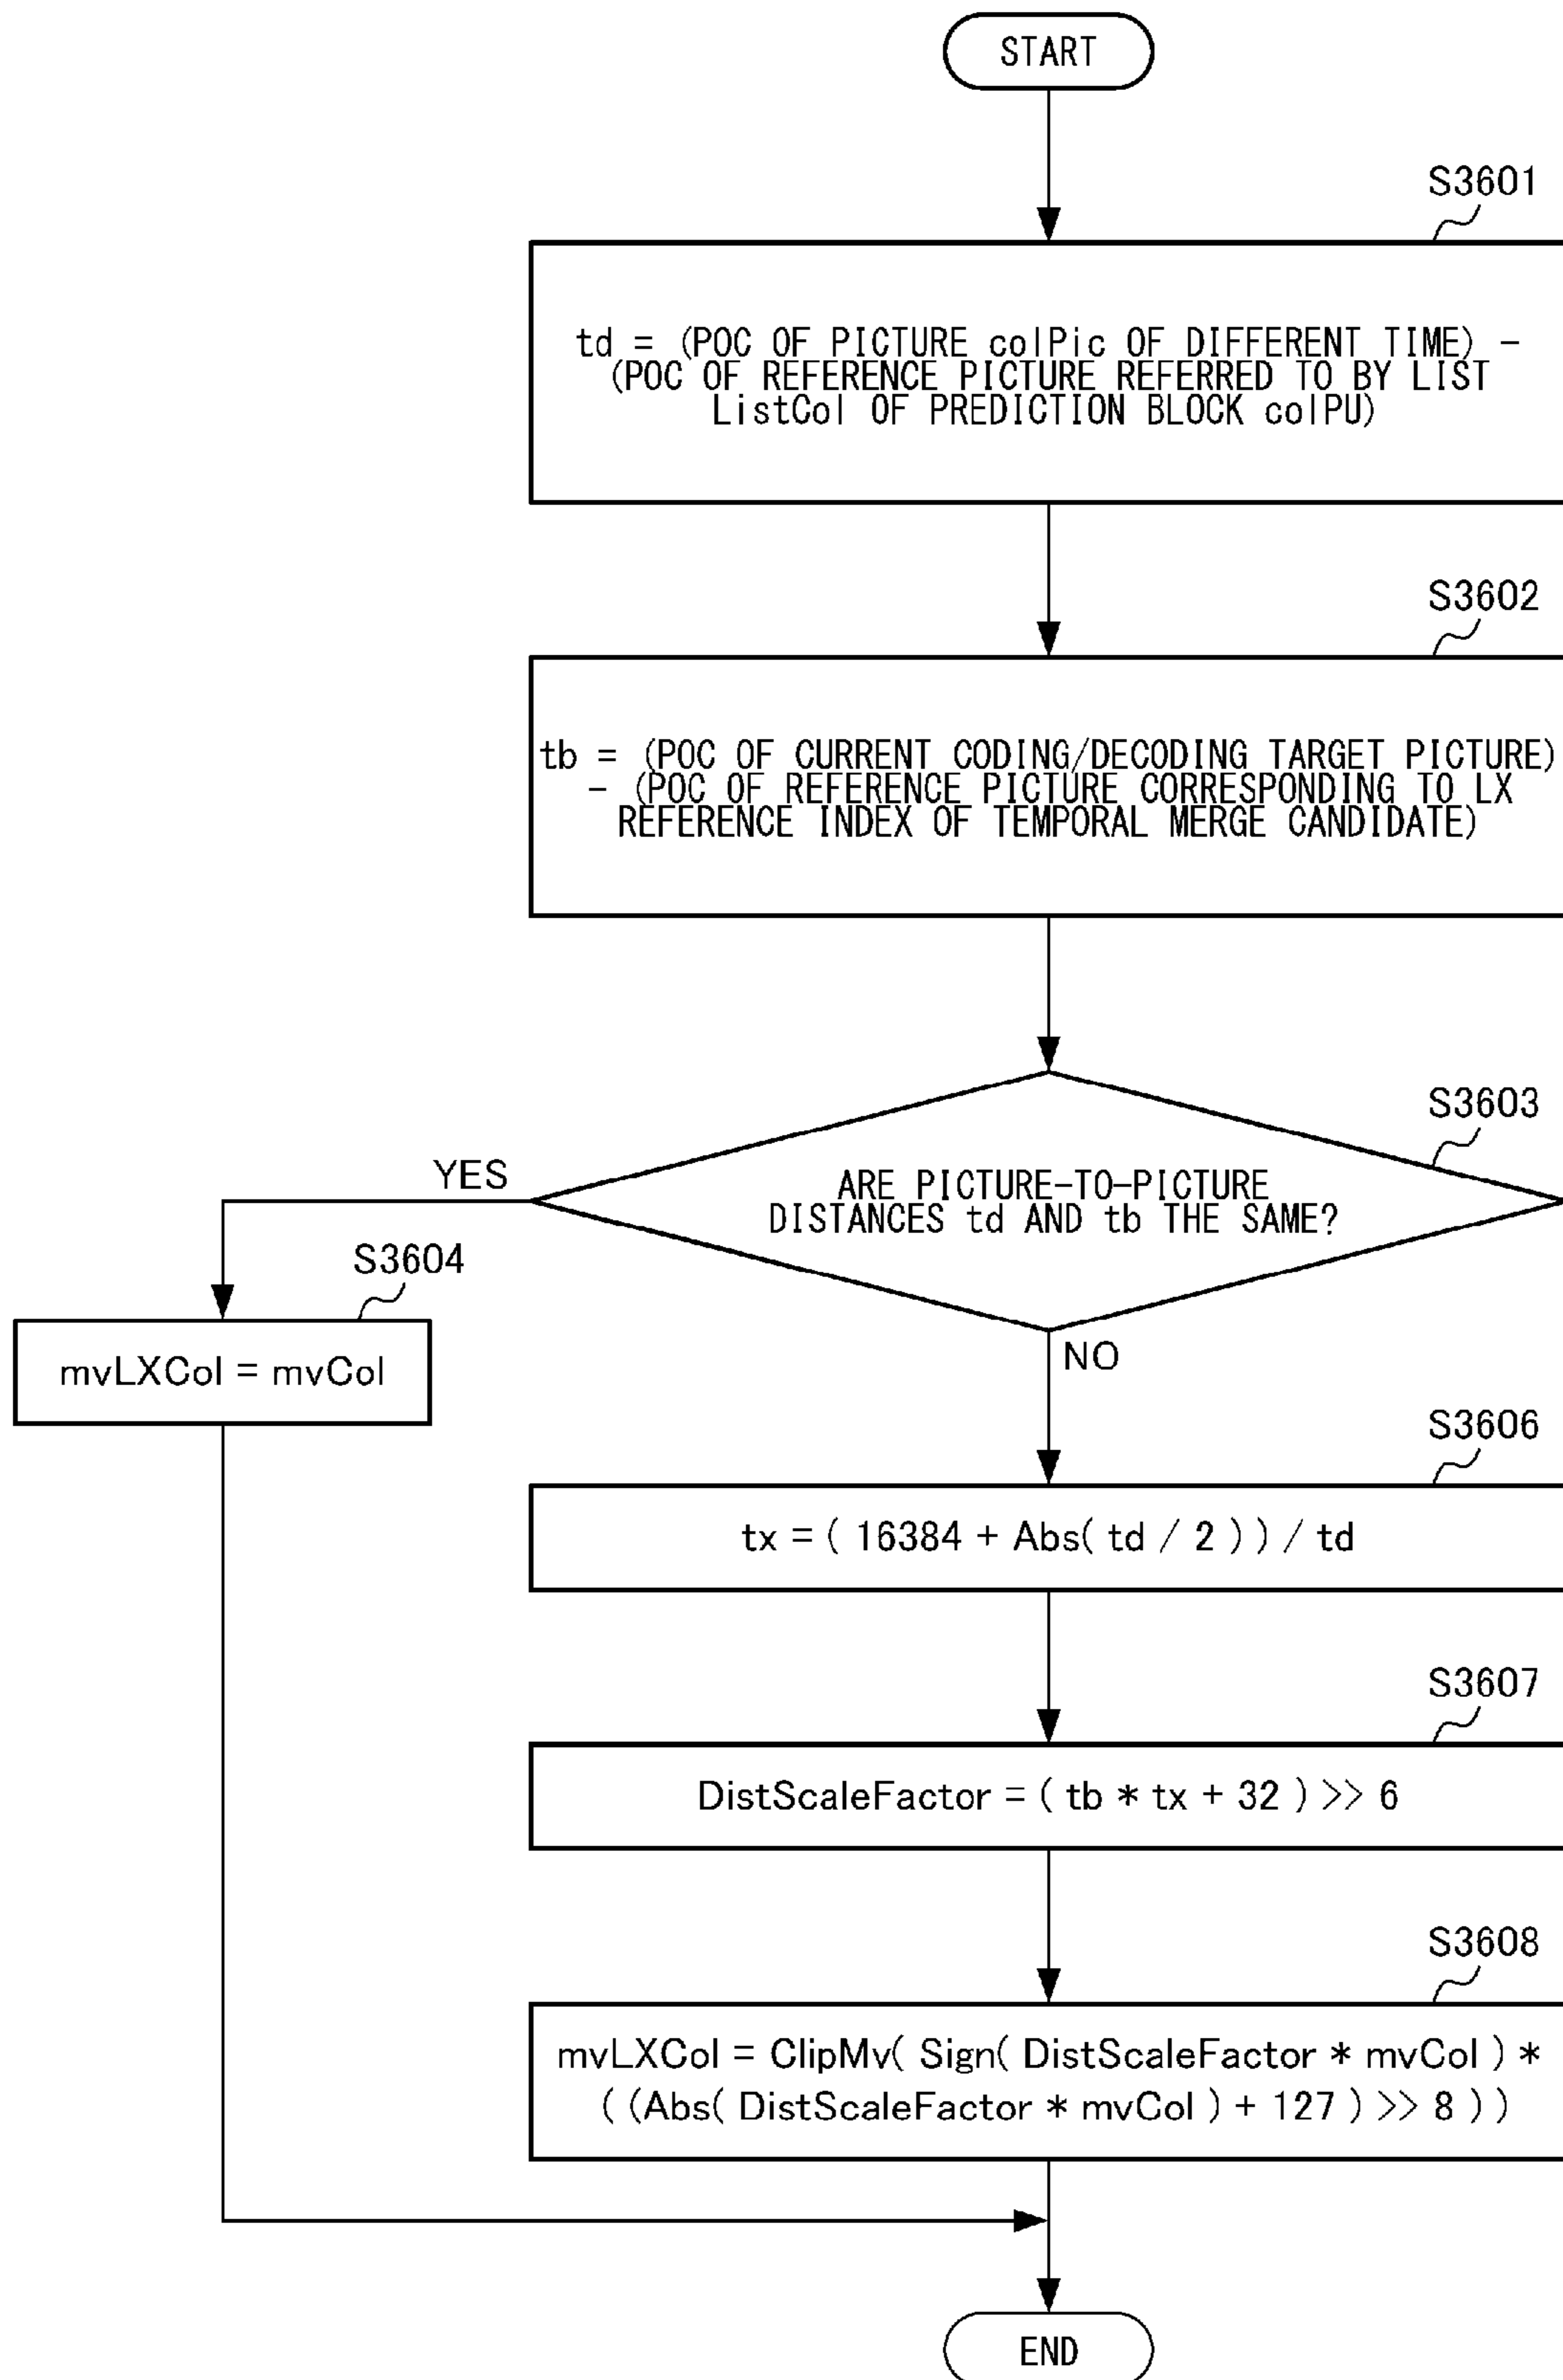 START
S3601
td = (POC OF PICTURE colPic OF DIFFERENT TIME) -
(POC OF REFERENCE PICTURE REFERRED TO BY LIST
ListCol OF PREDICTION BLOCK colPU)
S3602
tb = (POC OF CURRENT CODING/DECODING TARGET PICTURE)
- (POC OF REFERENCE PICTURE CORRESPONDING TO LX
REFERENCE INDEX OF TEMPORAL MERGE CANDIDATE)
S3603
YES
ARE PICTURE-TO-PICTURE
DISTANCES td AND tb THE SAME?
S3604
mvLXCol = mvCol
NO
S3606
tx = ( 16384 + Abs( td / 2 ) ) / td
S3607
DistScaleFactor = ( tb * tx + 32 ) >> 6
S3608
mvLXCol = ClipMv( Sign( DistScaleFactor * mvCol ) *
( (Abs( DistScaleFactor * mvCol ) + 127 ) >> 8 ) )
END